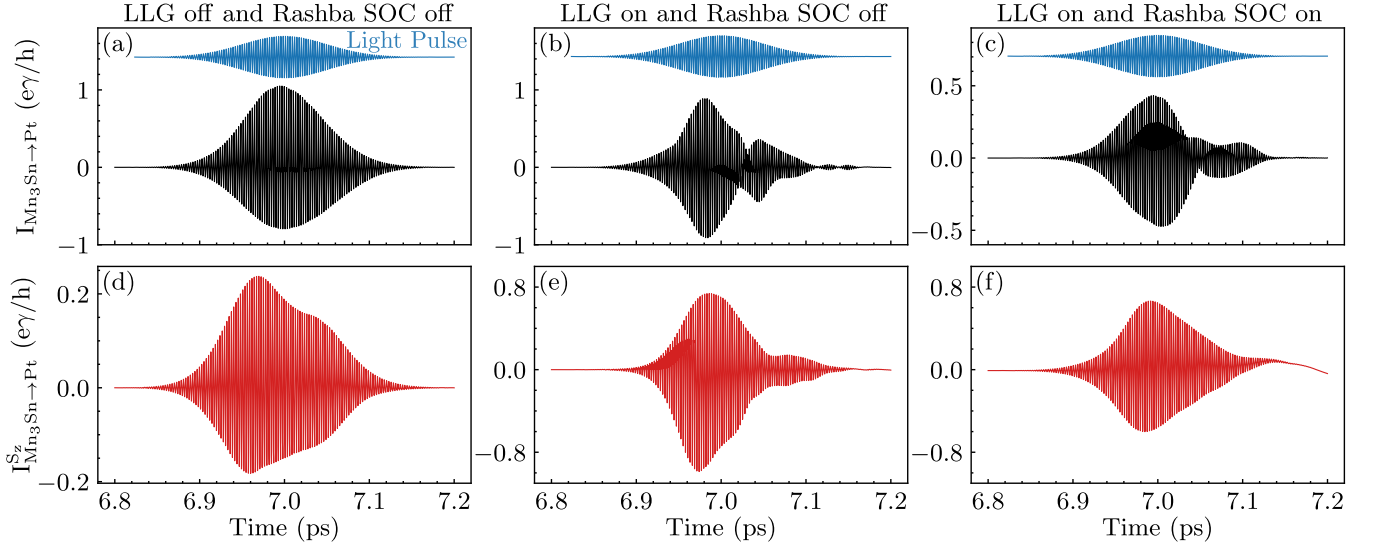 LLG off and Rashba SOC off
LLG on and Rashba SOC off
LLG on and Rashba SOC on
(a)
Light Pulse
(b)
(c)
I_{Mn₃Sn→Pt} (eγ/h)
1
0
−1
1
0
−1
0.5
0.0
−0.5
(d)
(e)
(f)
I^{S_z}_{Mn₃Sn→Pt} (eγ/h)
0.2
0.0
−0.2
0.8
0.0
−0.8
0.8
0.0
−0.8
6.8 6.9 7.0 7.1 7.2
6.8 6.9 7.0 7.1 7.2
6.8 6.9 7.0 7.1 7.2
Time (ps)
Time (ps)
Time (ps)